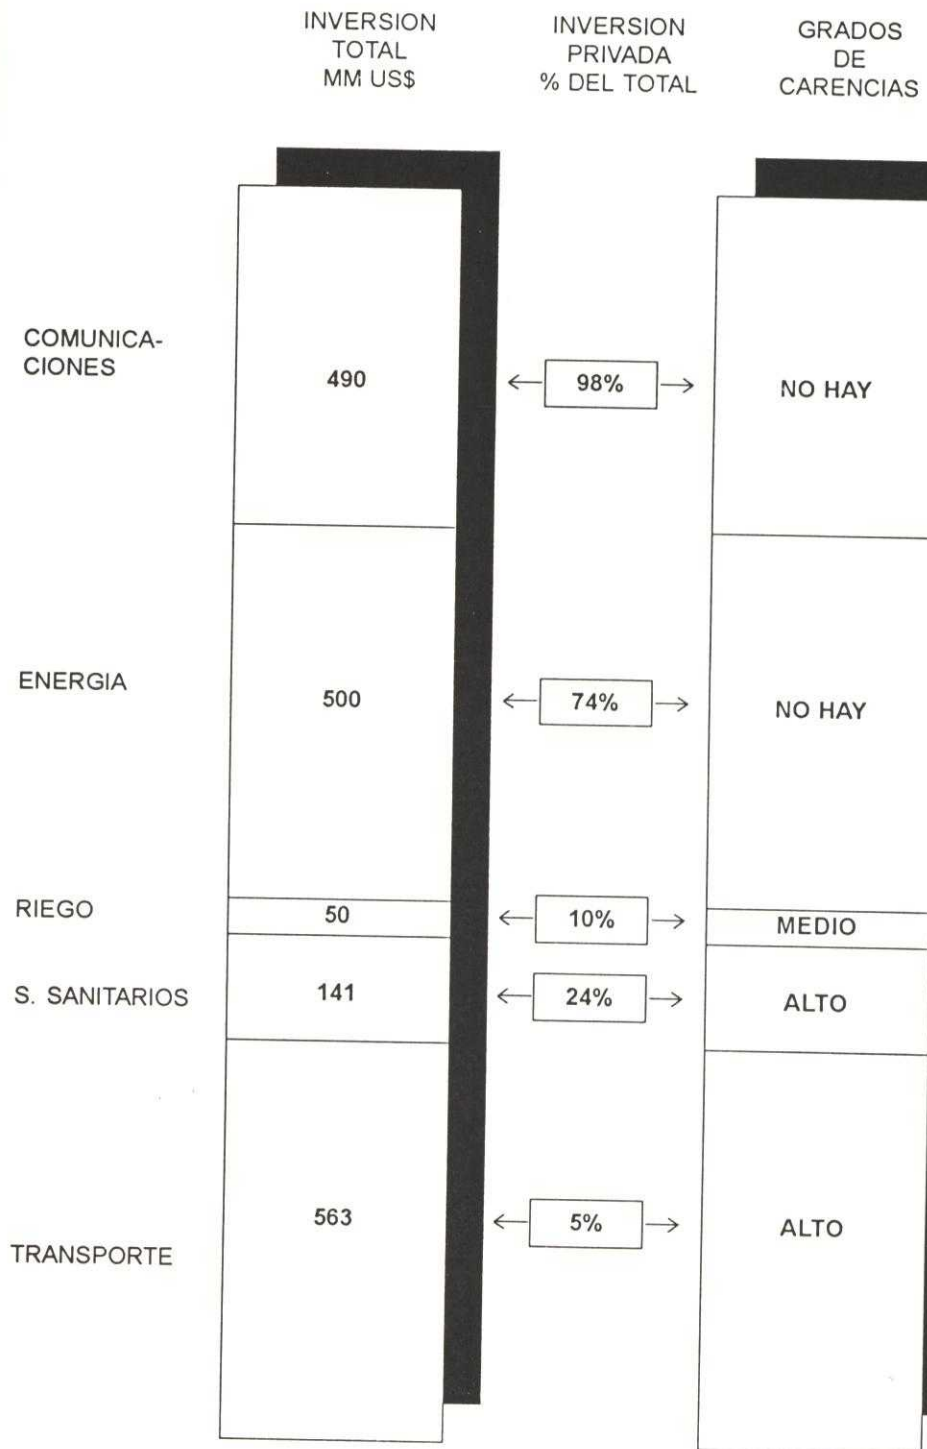 INVERSION
TOTAL
MM US$
INVERSION
PRIVADA
% DEL TOTAL
GRADOS
DE
CARENCIAS
COMUNICA-
CIONES
490
98%
NO HAY
ENERGIA
500
74%
NO HAY
RIEGO
50
10%
MEDIO
S. SANITARIOS
141
24%
ALTO
TRANSPORTE
563
5%
ALTO